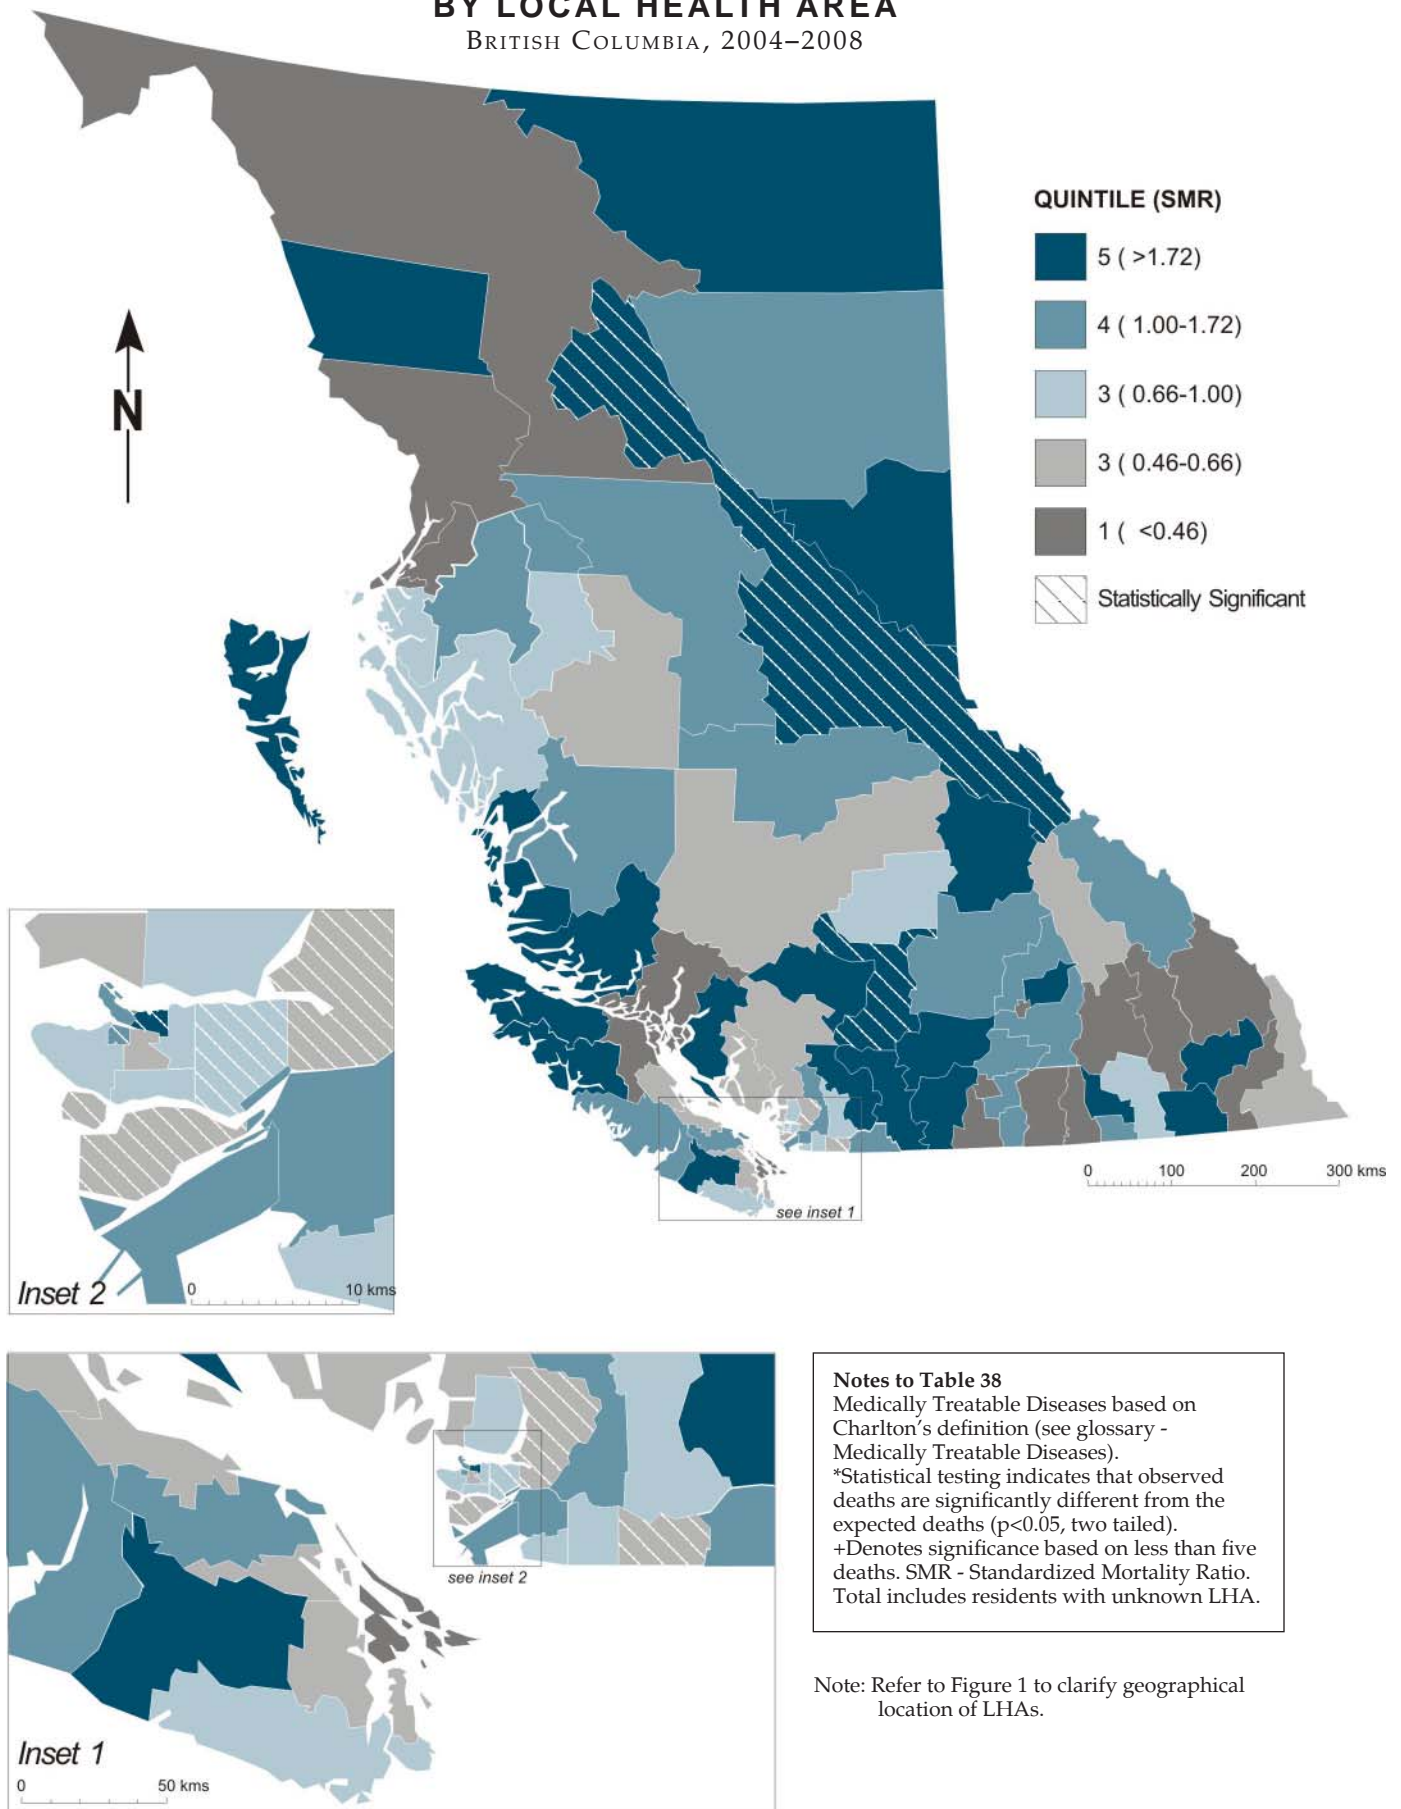 BY LOCAL HEALTH AREA
BRITISH COLUMBIA, 2004–2008
QUINTILE (SMR)
5 ( >1.72)
4 ( 1.00-1.72)
3 ( 0.66-1.00)
3 ( 0.46-0.66)
1 ( <0.46)
Statistically Significant
N
0 100 200 300 kms
see inset 1
Inset 2
0 10 kms
see inset 2
Inset 1
0 50 kms
Notes to Table 38
Medically Treatable Diseases based on
Charlton's definition (see glossary -
Medically Treatable Diseases).
*Statistical testing indicates that observed
deaths are significantly different from the
expected deaths (p<0.05, two tailed).
+Denotes significance based on less than five
deaths. SMR - Standardized Mortality Ratio.
Total includes residents with unknown LHA.
Note: Refer to Figure 1 to clarify geographical
location of LHAs.